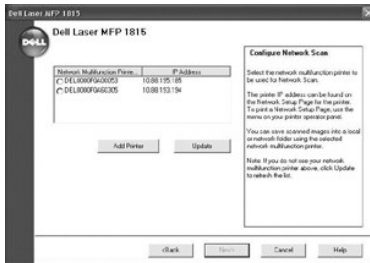 Dell Laser MFP 1815
DELL
Dell Laser MFP 1815
Network Multifunction Printe... IP Address
DELL0000F0A60053 10.88.195.185
DELL0000F0A60305 10.88.193.194
Add Printer Update
Configure Network Scan
Select the network multifunction printer to
be used for Network Scan.
The printer IP address can be found on
the Network Setup Page for the printer.
To print a Network Setup Page, use the
menu on your printer operator panel.
You can save scanned images into a local
or network folder using the selected
network multifunction printer.
Note: If you do not see your network
multifunction printer above, click Update
to refresh the list.
<Back Next> Cancel Help